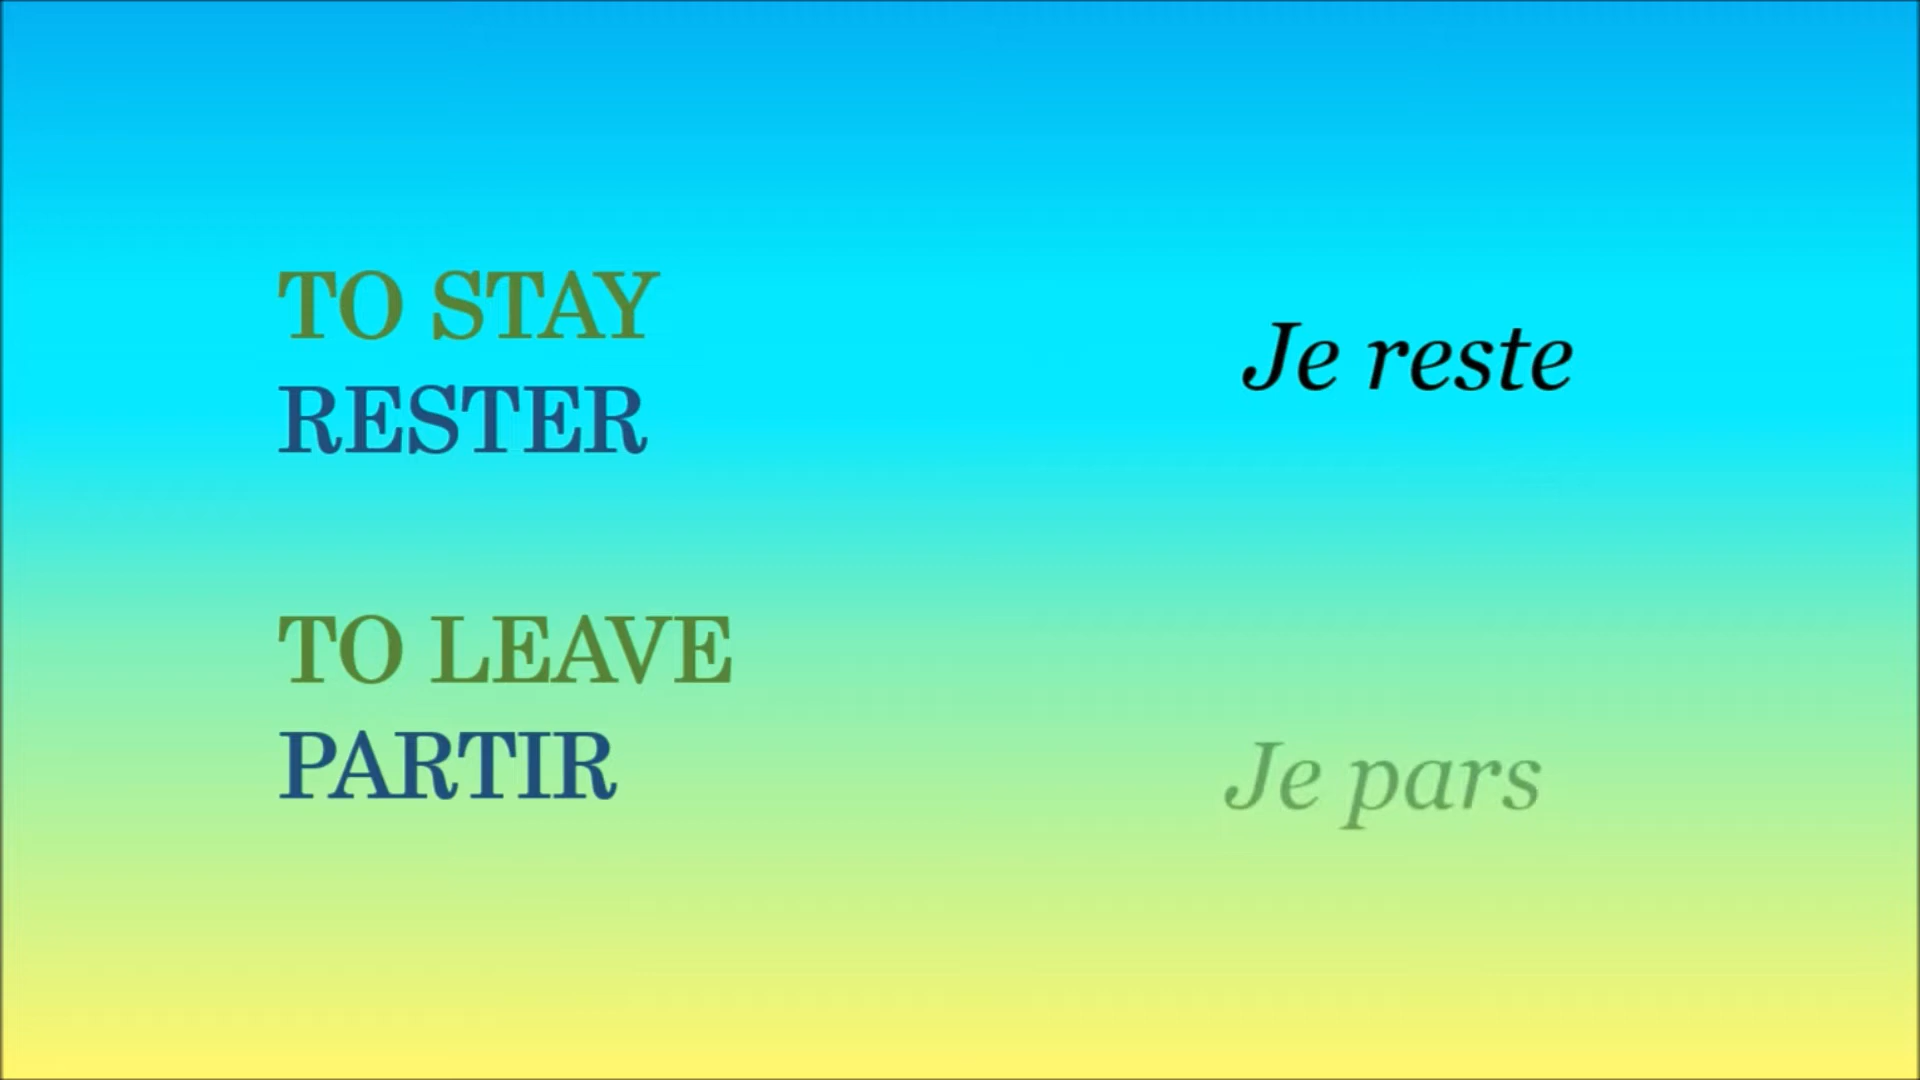 TO STAY
RESTER
Je reste
TO LEAVE
PARTIR
Je pars